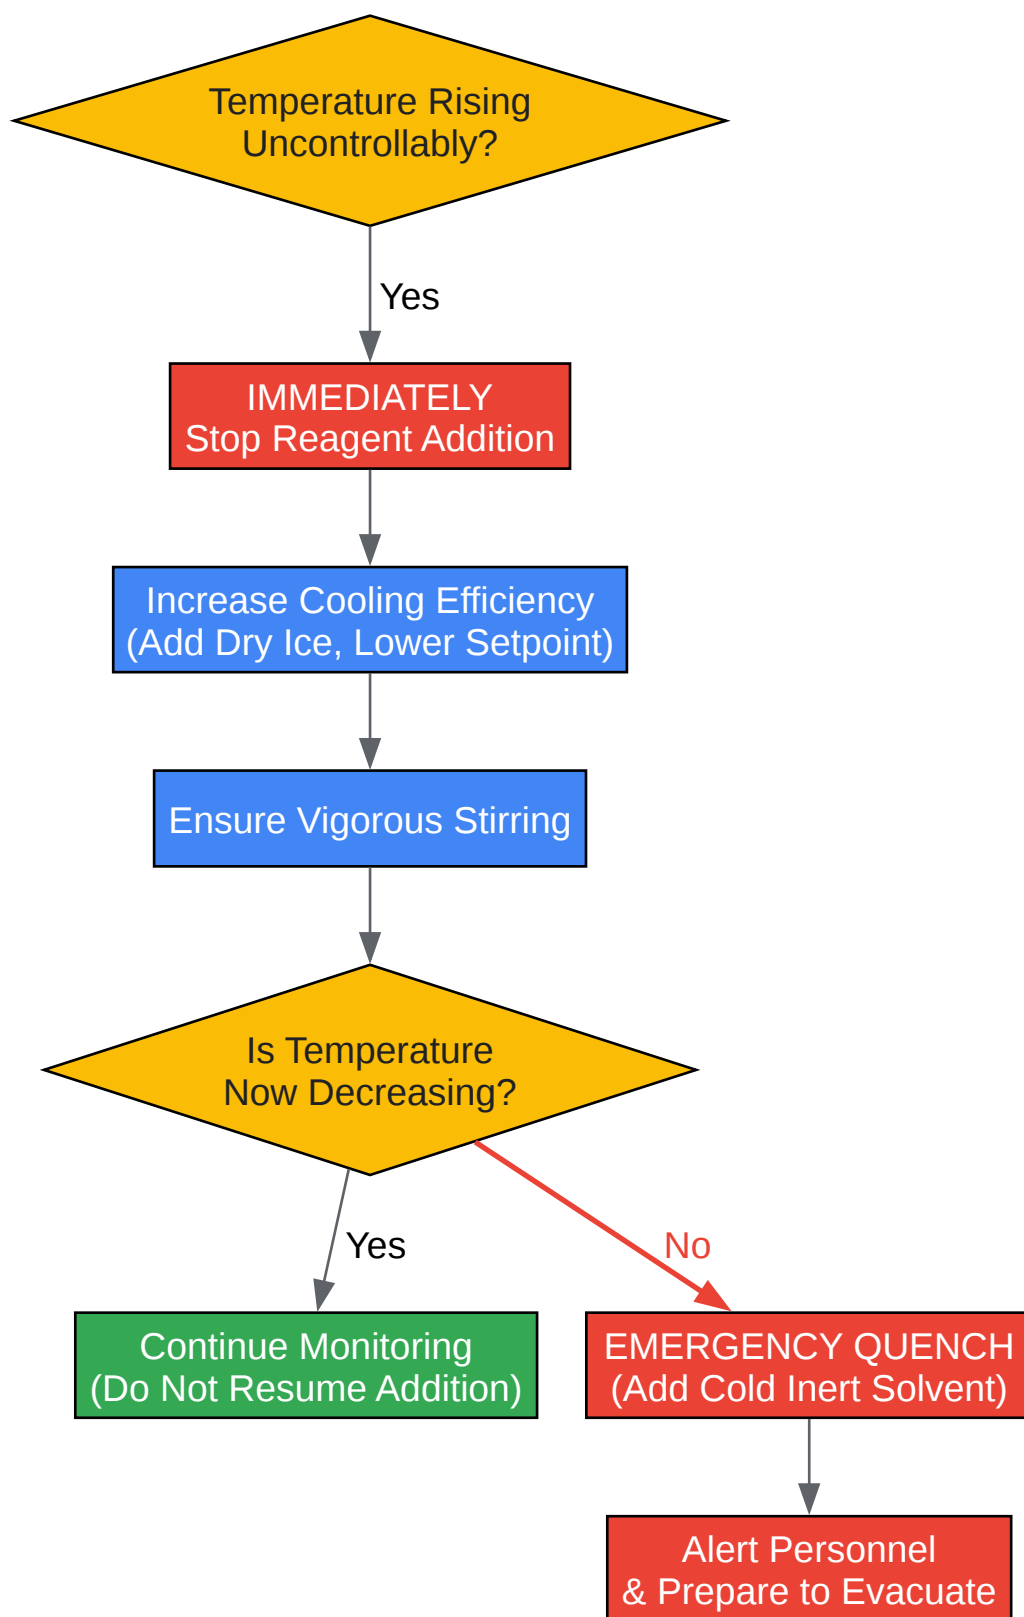 Temperature Rising
Uncontrollably?
Yes
IMMEDIATELY
Stop Reagent Addition
Increase Cooling Efficiency
(Add Dry Ice, Lower Setpoint)
Ensure Vigorous Stirring
Is Temperature
Now Decreasing?
Yes
No
Continue Monitoring
(Do Not Resume Addition)
EMERGENCY QUENCH
(Add Cold Inert Solvent)
Alert Personnel
& Prepare to Evacuate